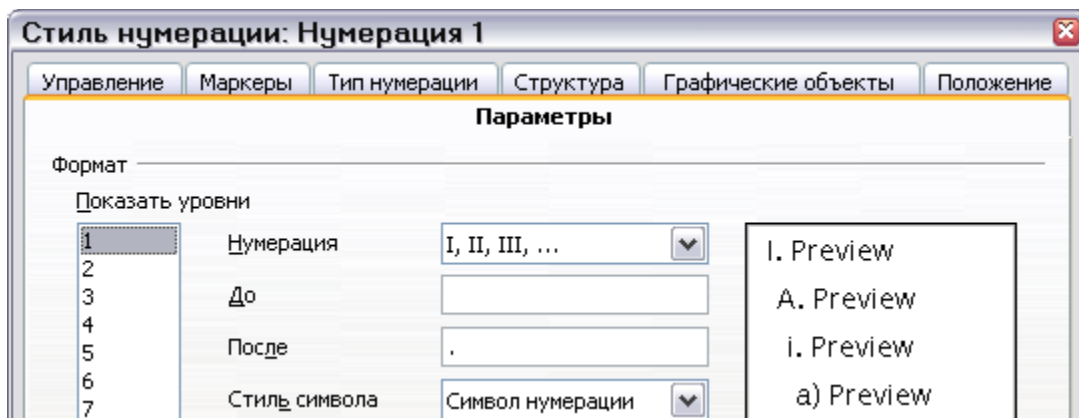 Стиль нумерации: Нумерация 1
Управление Маркеры Тип нумерации Структура Графические объекты Положение
Параметры
Формат
Показать уровни
1
2
3
4
5
6
7
Нумерация I, II, III, ...
До
После .
Стиль символа Символ нумерации
I. Preview
A. Preview
i. Preview
a) Preview